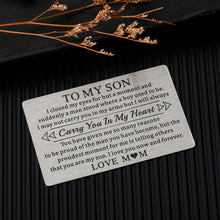 TO MY SON
I closed my eyes for but a moment and
suddenly a man stood where a boy used to be.
I may not carry you in my arms but I will always
Carry You In My Heart
You have given me so many reasons
to be proud of the man you have become, but the
proudest moment for me is telling others
that you are my son. I love you now and forever.
LOVE MOM